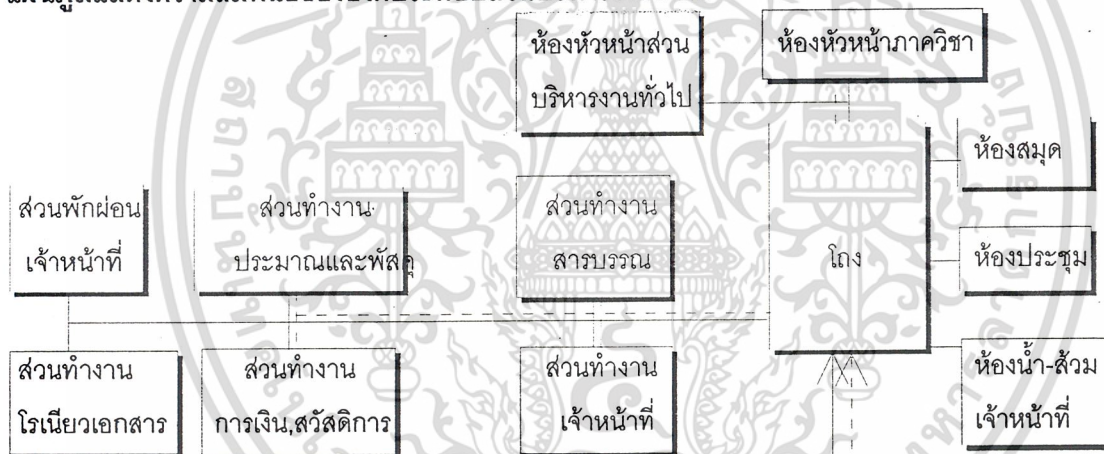 ห้องหัวหน้าส่วน
บริหารงานทั่วไป
ห้องหัวหน้าภาควิชา
ห้องสมุด
ส่วนพักผ่อน
เจ้าหน้าที่
ส่วนทำงาน
ประมาณและพัสดุ
ส่วนทำงาน
สารบรรณ
โถง
ห้องประชุม
ส่วนทำงาน
โรเนียวเอกสาร
ส่วนทำงาน
การเงิน,สวัสดิการ
ส่วนทำงาน
เจ้าหน้าที่
ห้องน้ำ-ส้วม
เจ้าหน้าที่